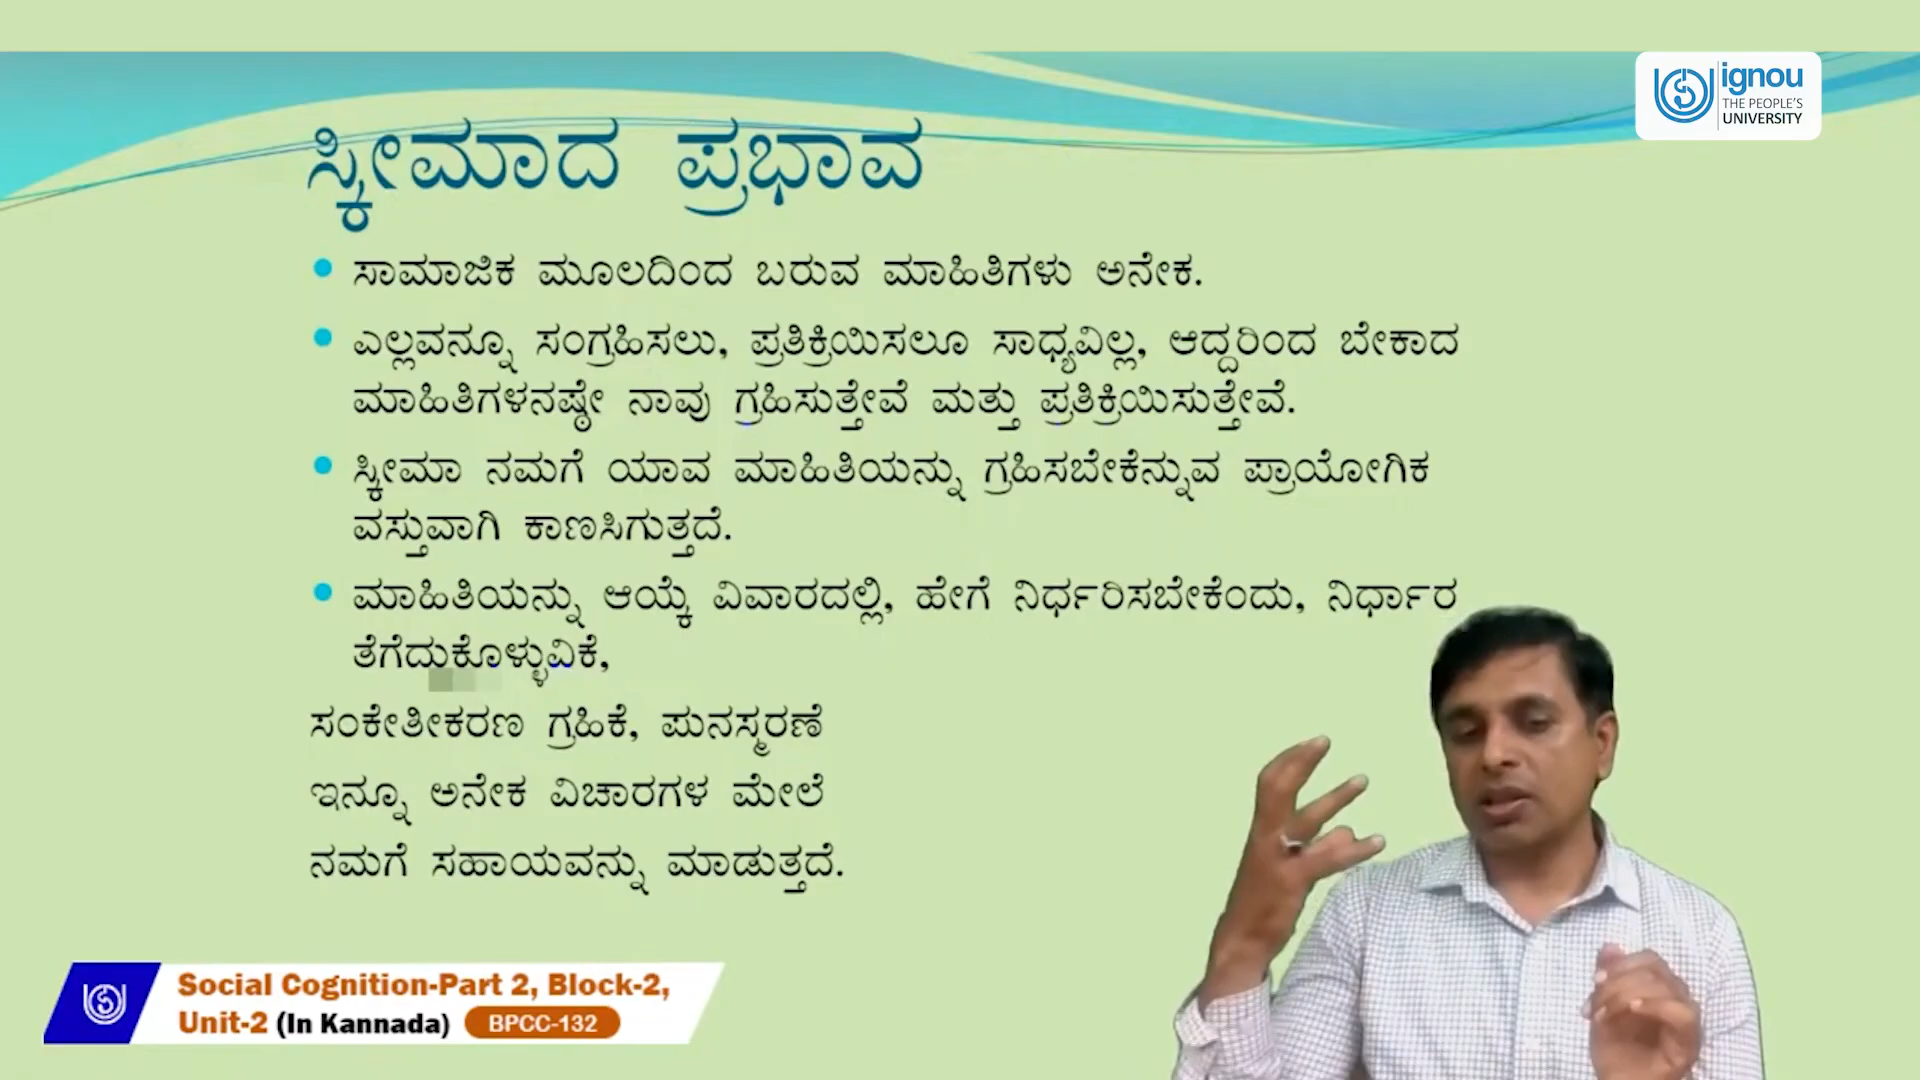 ignou
THE PEOPLE'S
UNIVERSITY
ಸ್ಕೀಮಾದ ಪ್ರಭಾವ
ಸಾಮಾಜಿಕ ಮೂಲದಿಂದ ಬರುವ ಮಾಹಿತಿಗಳು ಅನೇಕ.
ಎಲ್ಲವನ್ನೂ ಸಂಗ್ರಹಿಸಲು, ಪ್ರತಿಕ್ರಿಯಿಸಲೂ ಸಾಧ್ಯವಿಲ್ಲ, ಆದ್ದರಿಂದ ಬೇಕಾದ
ಮಾಹಿತಿಗಳನಷ್ಠೇ ನಾವು ಗ್ರಹಿಸುತ್ತೇವೆ ಮತ್ತು ಪ್ರತಿಕ್ರಿಯಿಸುತ್ತೇವೆ.
ಸ್ಕೀಮಾ ನಮಗೆ ಯಾವ ಮಾಹಿತಿಯನ್ನು ಗ್ರಹಿಸಬೇಕೆನ್ನುವ ಪ್ರಾಯೋಗಿಕ
ವಸ್ತುವಾಗಿ ಕಾಣಸಿಗುತ್ತದೆ.
ಮಾಹಿತಿಯನ್ನು ಆಯ್ಕೆ ವಿವಾರದಲ್ಲಿ, ಹೇಗೆ ನಿರ್ಧರಿಸಬೇಕೆಂದು, ನಿರ್ಧಾರ
ತೆಗೆದುಕೊಳ್ಳುವಿಕೆ,
ಸಂಕೇತೀಕರಣ ಗ್ರಹಿಕೆ, ಪುನಸ್ಮರಣೆ
ಇನ್ನೂ ಅನೇಕ ವಿಚಾರಗಳ ಮೇಲೆ
ನಮಗೆ ಸಹಾಯವನ್ನು ಮಾಡುತ್ತದೆ.
Social Cognition-Part 2, Block-2,
Unit-2 (In Kannada) BPCC-132